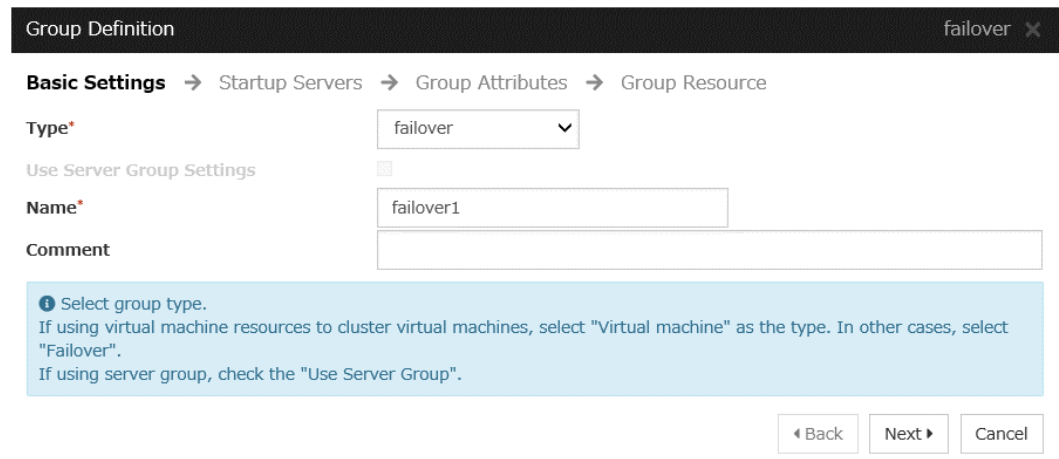 Group Definition failover ×
Basic Settings → Startup Servers → Group Attributes → Group Resource
Type* failover
Use Server Group Settings
Name* failover1
Comment
Select group type.
If using virtual machine resources to cluster virtual machines, select "Virtual machine" as the type. In other cases, select
"Failover".
If using server group, check the "Use Server Group".
Back Next Cancel